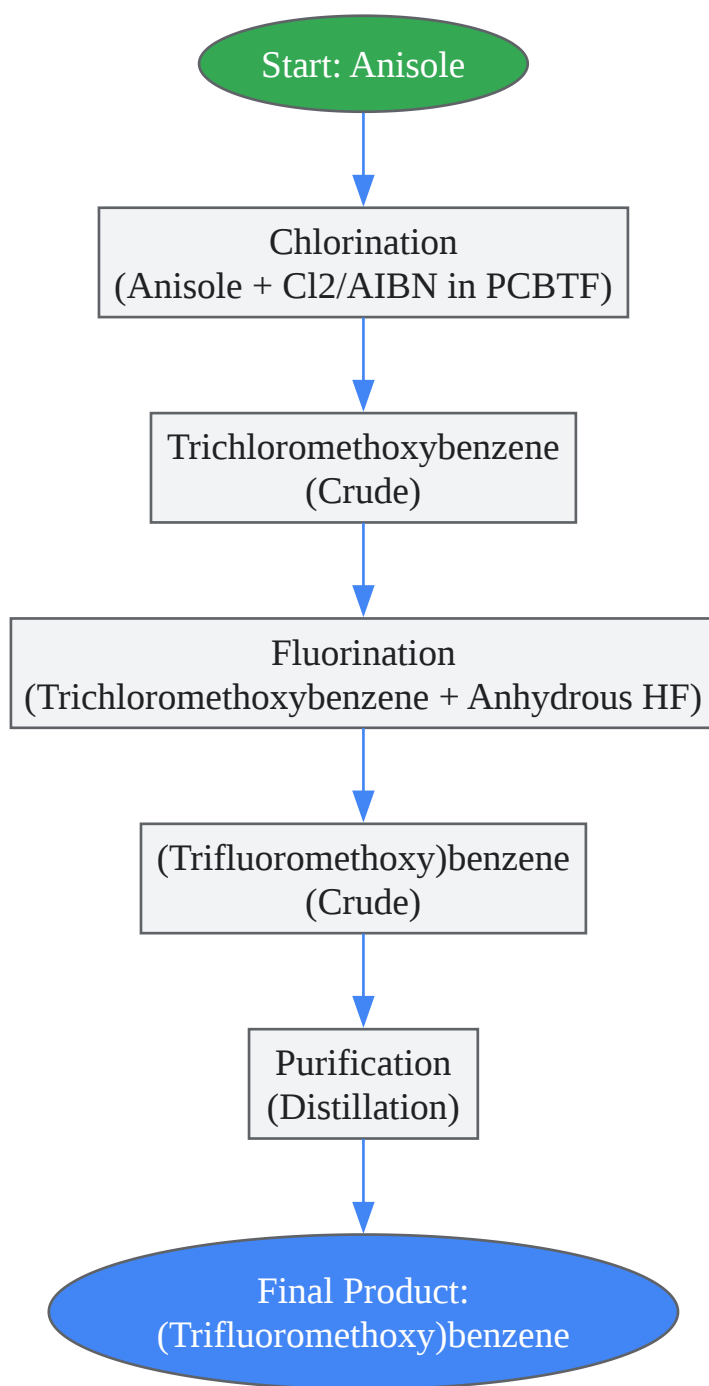 Start: Anisole
Chlorination
(Anisole + Cl2/AIBN in PCBTF)
Trichloromethoxybenzene
(Crude)
Fluorination
(Trichloromethoxybenzene + Anhydrous HF)
(Trifluoromethoxy)benzene
(Crude)
Purification
(Distillation)
Final Product:
(Trifluoromethoxy)benzene